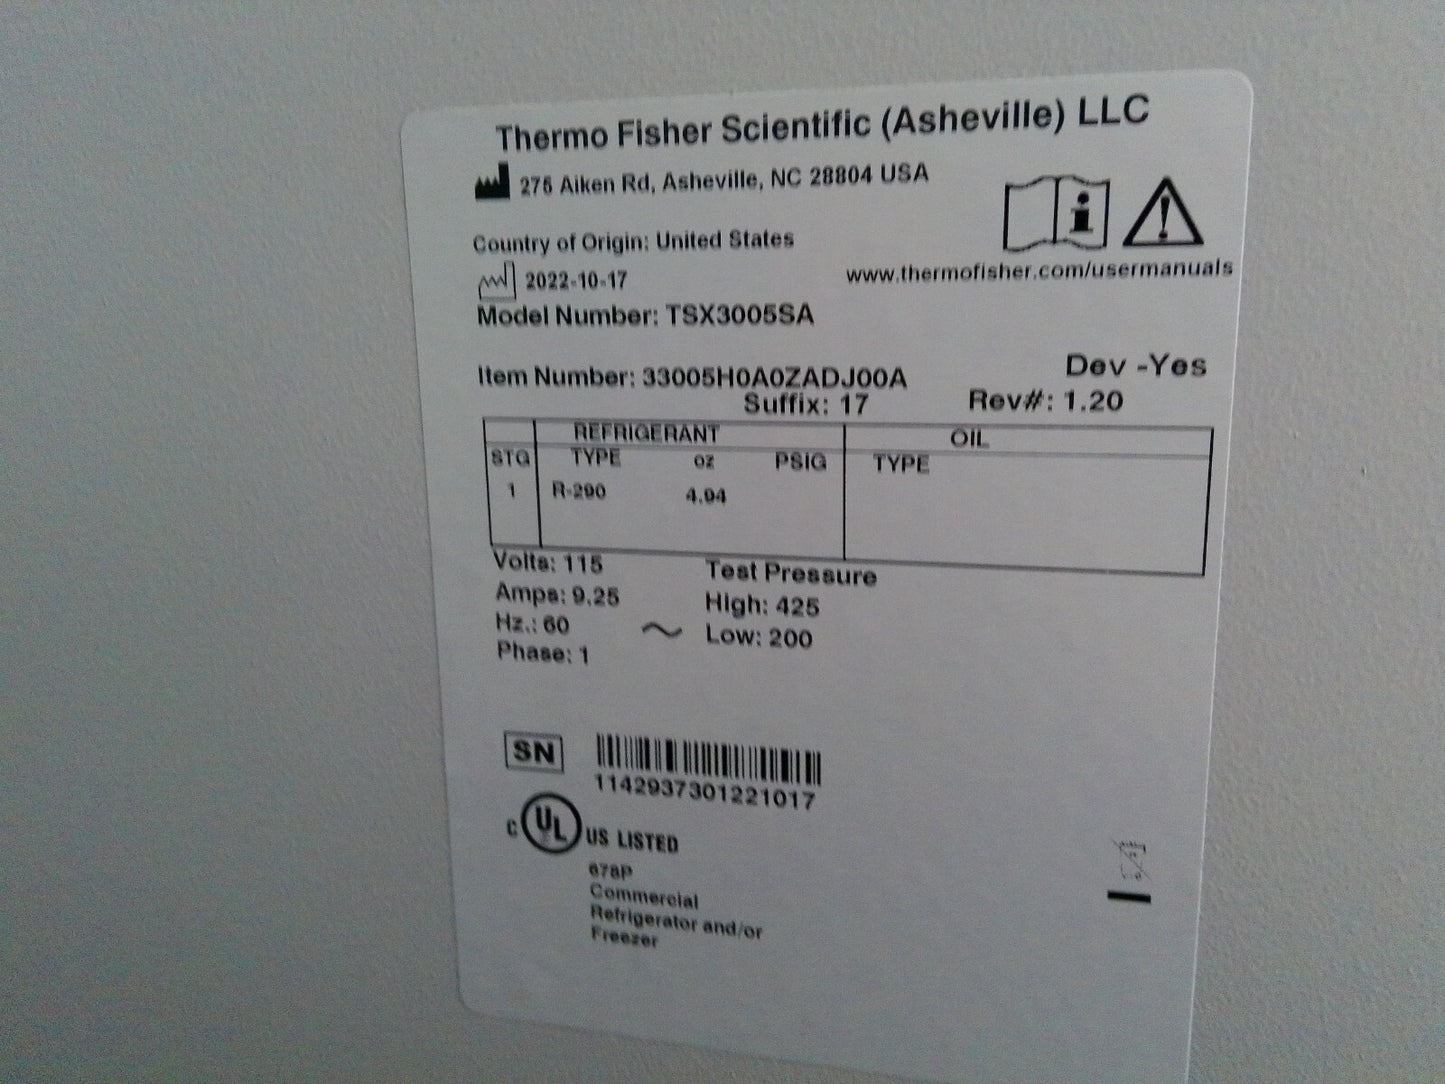 Thermo Fisher Scientific (Asheville) LLC
275 Aiken Rd, Asheville, NC 28804 USA
Country of Origin: United States
2022-10-17
www.thermofisher.com/usermanuals
Model Number: TSX3005SA
Dev -Yes
Item Number: 33005H0A0ZADJ00A
Suffix: 17 Rev#: 1.20
REFRIGERANT OIL
STG TYPE oz PSIG TYPE
1 R-290 4.94
Volts: 115 Test Pressure
Amps: 9.25 High: 425
Hz.: 60 ~ Low: 200
Phase: 1
SN
1142937301221017
C UL US LISTED
678P
Commercial
Refrigerator and/or
Freezer